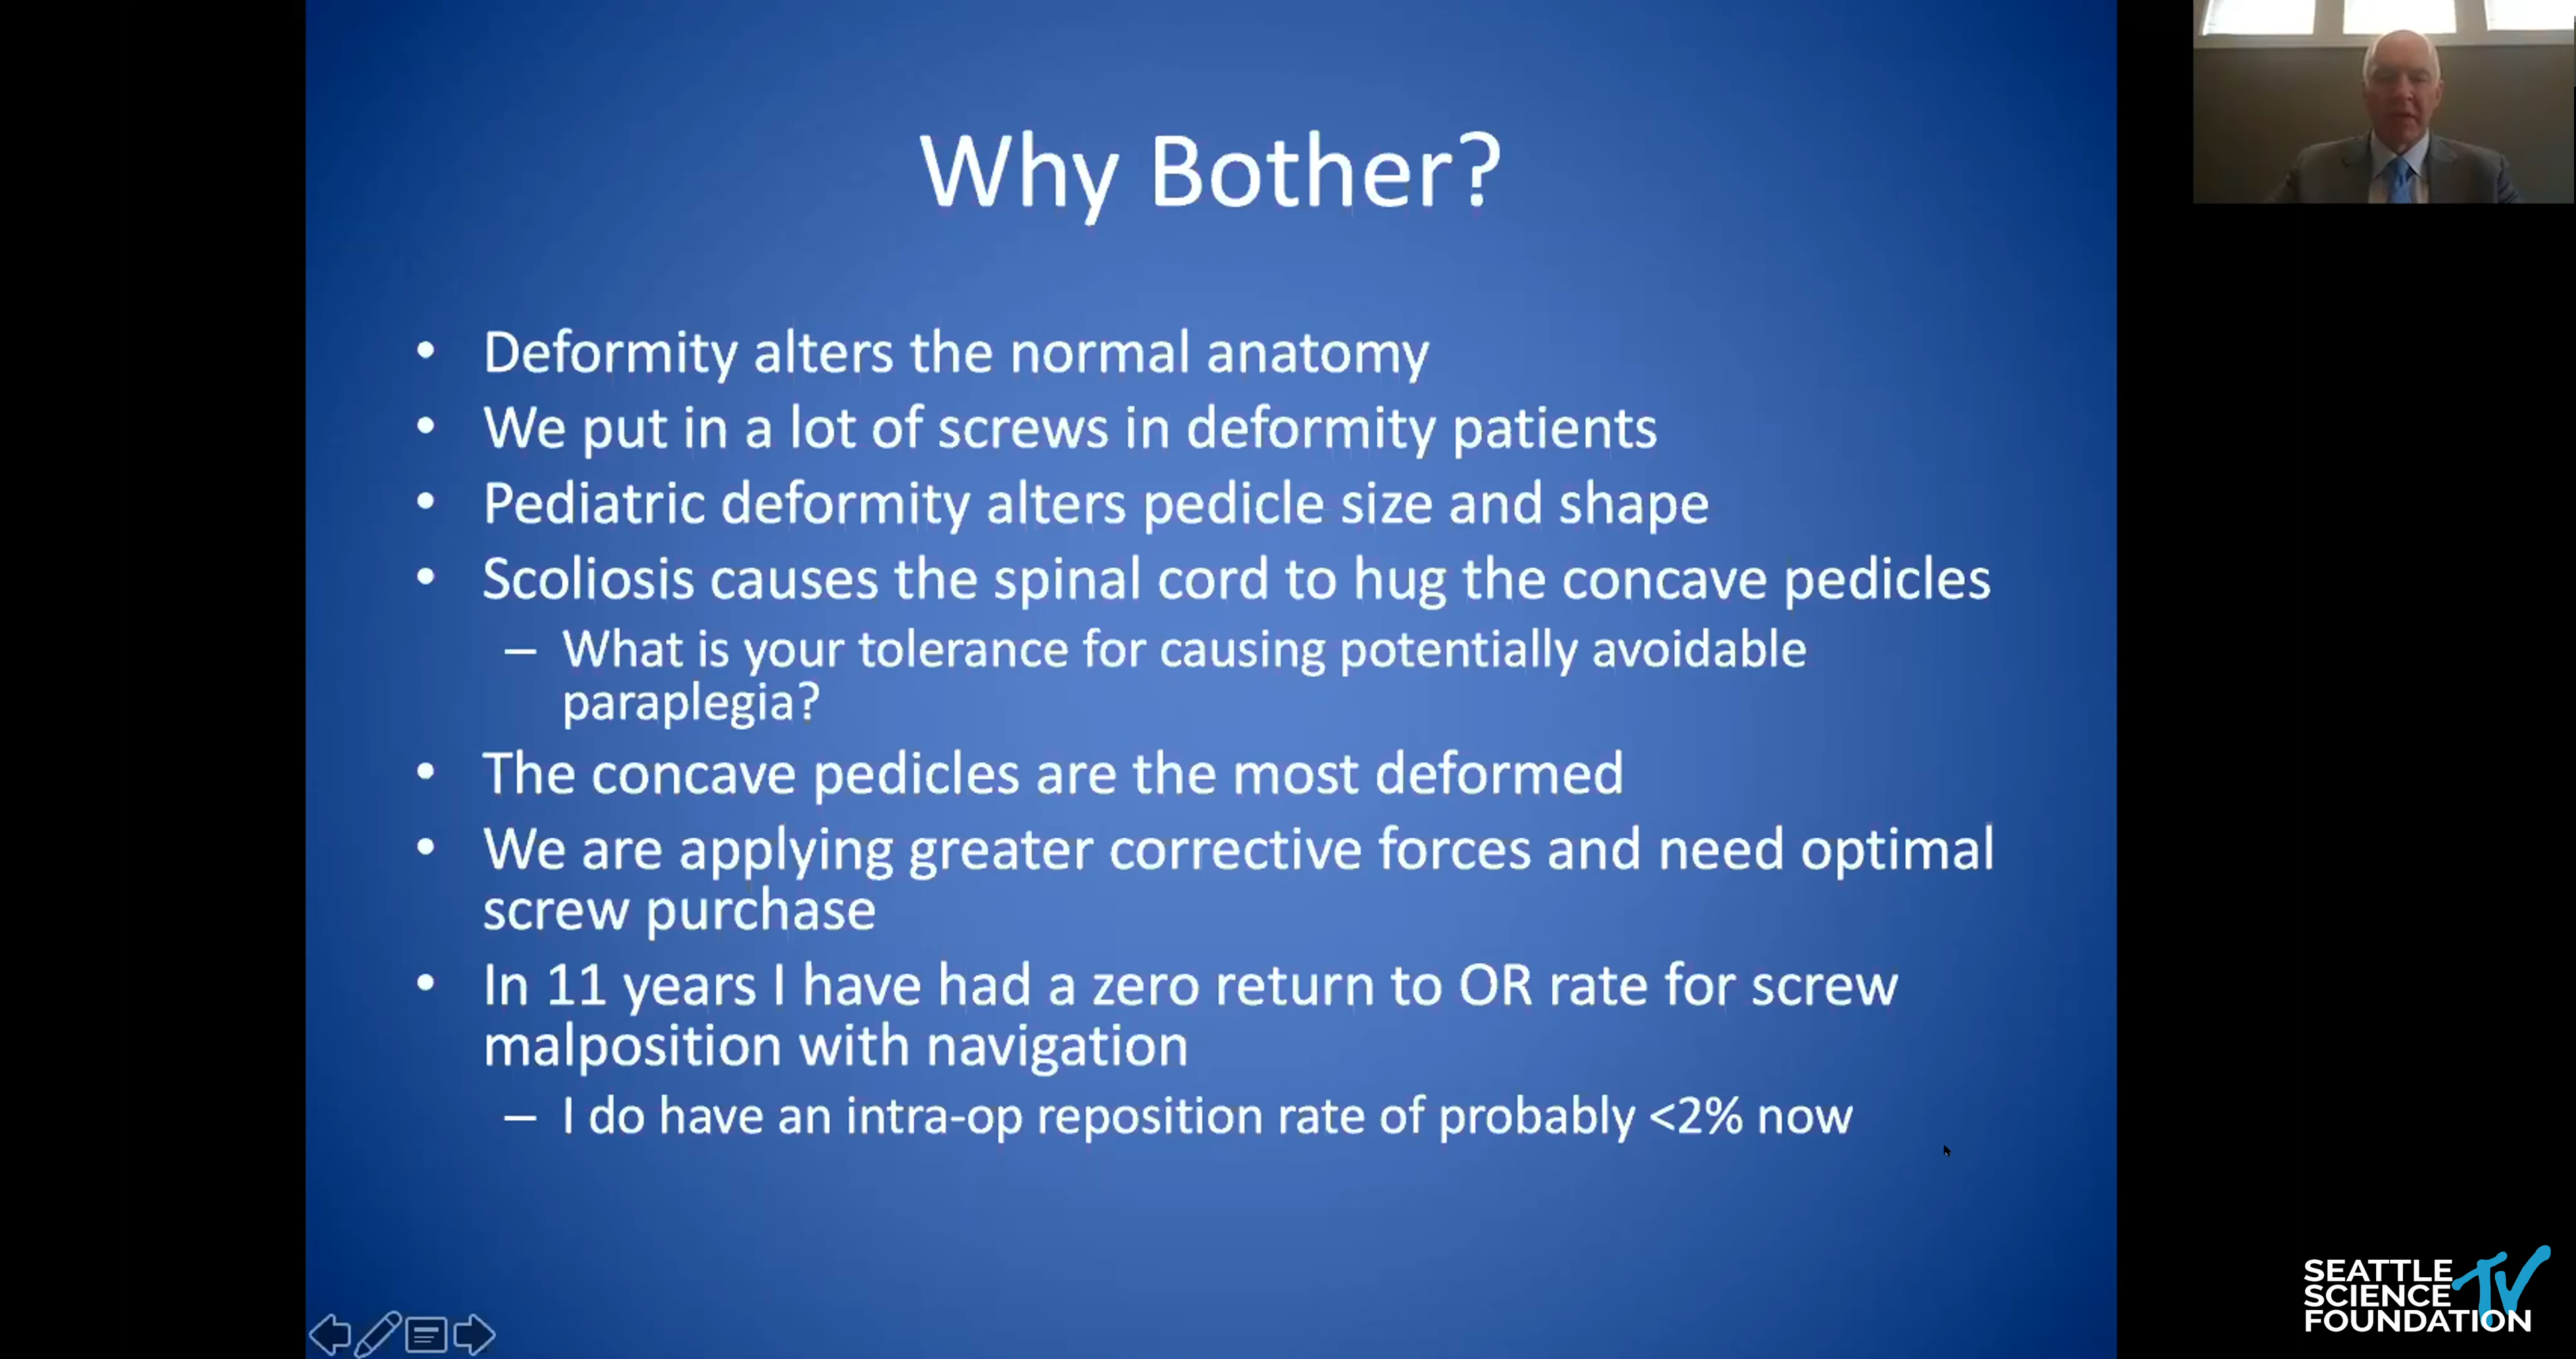 Why Bother?
• Deformity alters the normal anatomy
• We put in a lot of screws in deformity patients
• Pediatric deformity alters pedicle size and shape
• Scoliosis causes the spinal cord to hug the concave pedicles
– What is your tolerance for causing potentially avoidable
paraplegia?
• The concave pedicles are the most deformed
• We are applying greater corrective forces and need optimal
screw purchase
• In 11 years I have had a zero return to OR rate for screw
malposition with navigation
– I do have an intra-op reposition rate of probably <2% now
SEATTLE
SCIENCE
FOUNDATION
TV